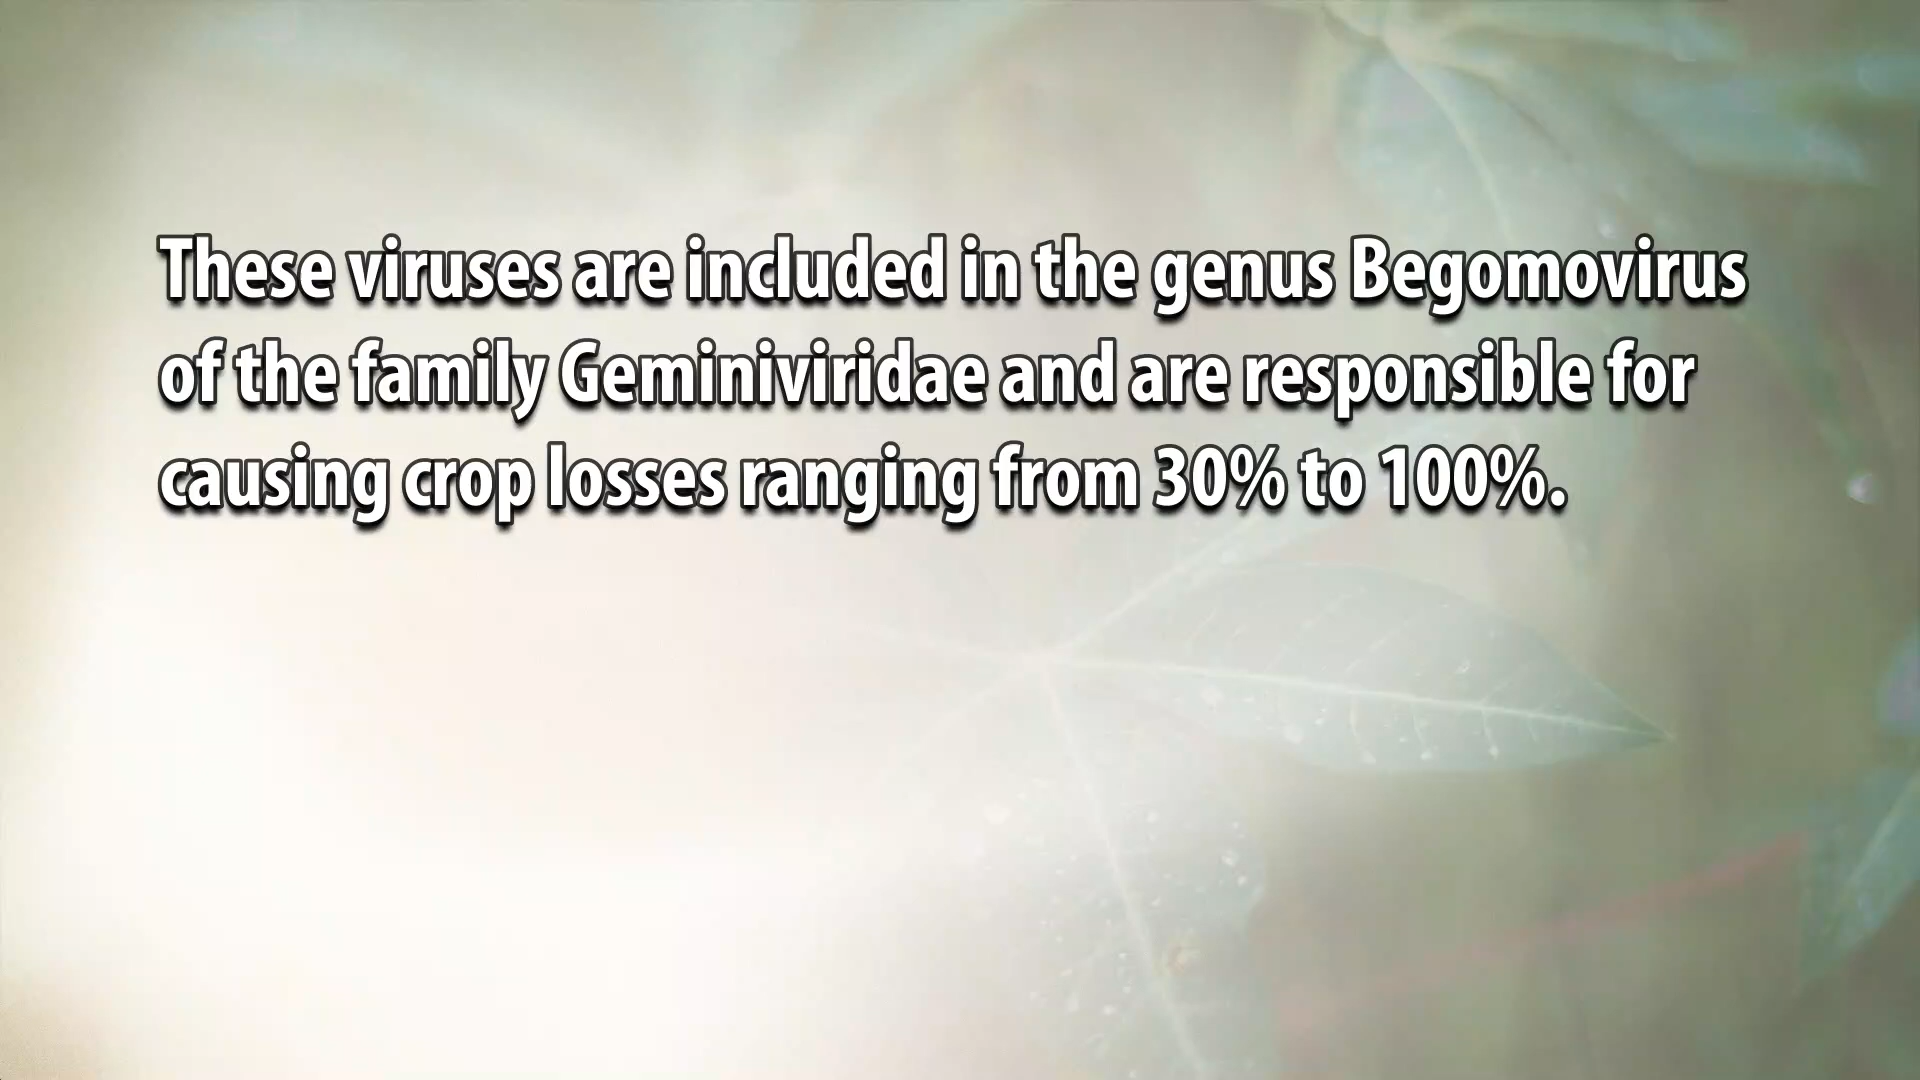 These viruses are included in the genus Begomovirus
of the family Geminiviridae and are responsible for
causing crop losses ranging from 30% to 100%.